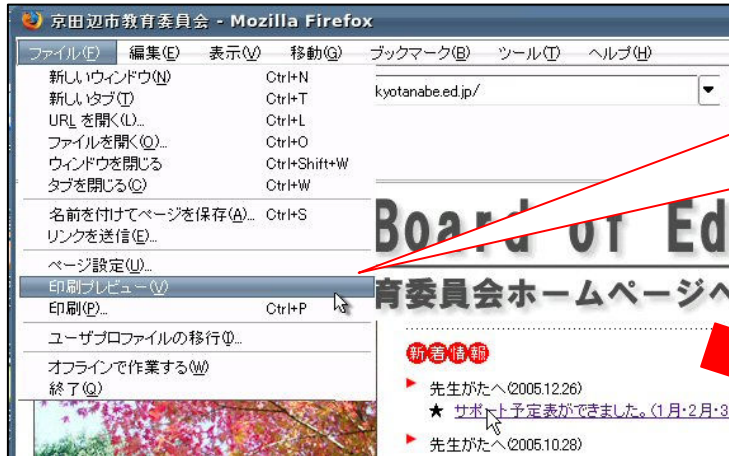 京田辺市教育委員会 - Mozilla Firefox
ファイル(F) 編集(E) 表示(V) 移動(G) ブックマーク(B) ツール(T) ヘルプ(H)
新しいウィンドウ(N) Ctrl+N
新しいタブ(T) Ctrl+T
URL を開く(L)... Ctrl+L
ファイルを開く(O)... Ctrl+O
ウィンドウを閉じる Ctrl+Shift+W
タブを閉じる(C) Ctrl+W
名前を付けてページを保存(A)... Ctrl+S
リンクを送信(E)...
ページ設定(U)...
印刷プレビュー(V)
印刷(P)... Ctrl+P
ユーザプロファイルの移行(I)...
オフラインで作業する(W)
終了(Q)
kyotanabe.ed.jp/
Board of Ed
育委員会ホームページへ
新着情報
先生がたへ(2005.12.26)
★ サポート予定表ができました。(1月・2月・3
先生がたへ(2005.10.28)